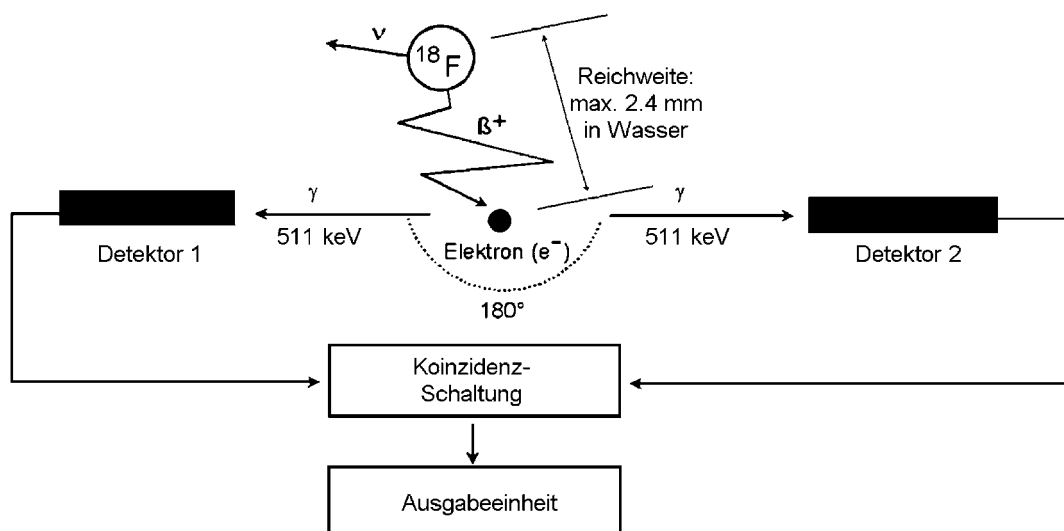 ν
18F
Reichweite:
max. 2.4 mm
in Wasser
ß+
γ
γ
511 keV
Elektron (e−)
511 keV
Detektor 1
Detektor 2
180°
Koinzidenz-
Schaltung
Ausgabeeinheit